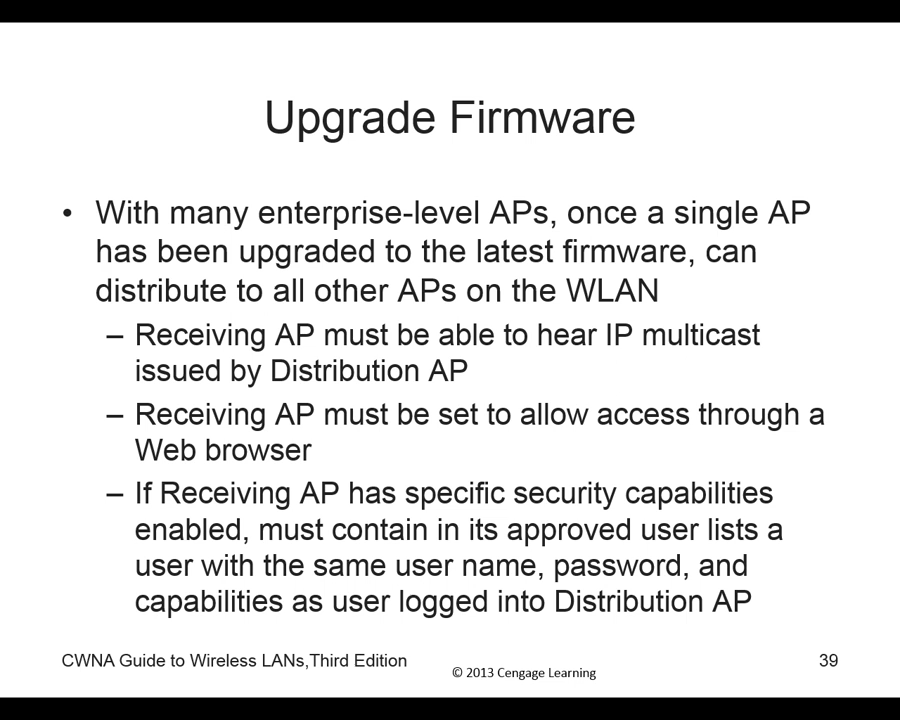 Upgrade Firmware
• With many enterprise-level APs, once a single AP
has been upgraded to the latest firmware, can
distribute to all other APs on the WLAN
– Receiving AP must be able to hear IP multicast
issued by Distribution AP
– Receiving AP must be set to allow access through a
Web browser
– If Receiving AP has specific security capabilities
enabled, must contain in its approved user lists a
user with the same user name, password, and
capabilities as user logged into Distribution AP
CWNA Guide to Wireless LANs,Third Edition
© 2013 Cengage Learning
39